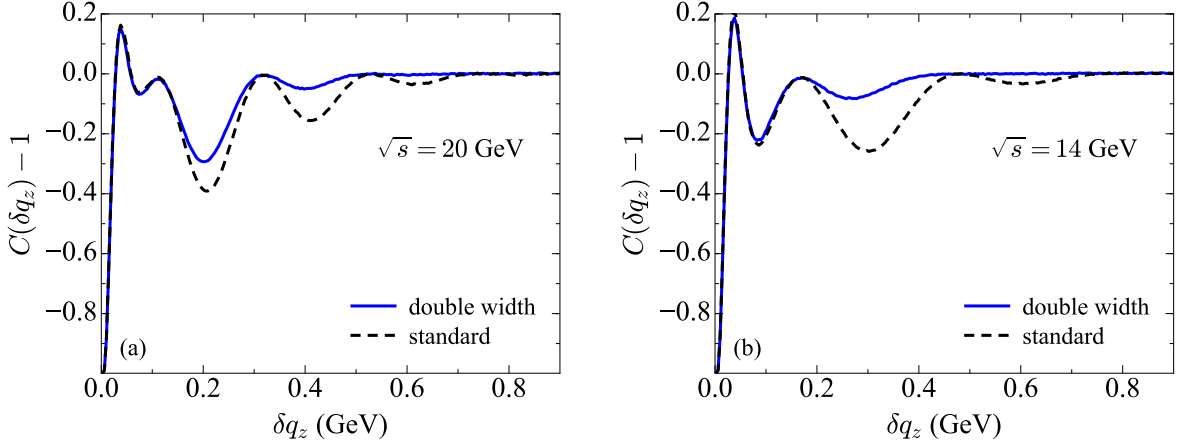 0.2
0.0
−0.2
−0.4
−0.6
−0.8
C(δq_z) − 1
√s = 20 GeV
double width
standard
(a)
0.0 0.2 0.4 0.6 0.8
δq_z (GeV)
0.2
0.0
−0.2
−0.4
−0.6
−0.8
C(δq_z) − 1
√s = 14 GeV
double width
standard
(b)
0.0 0.2 0.4 0.6 0.8
δq_z (GeV)